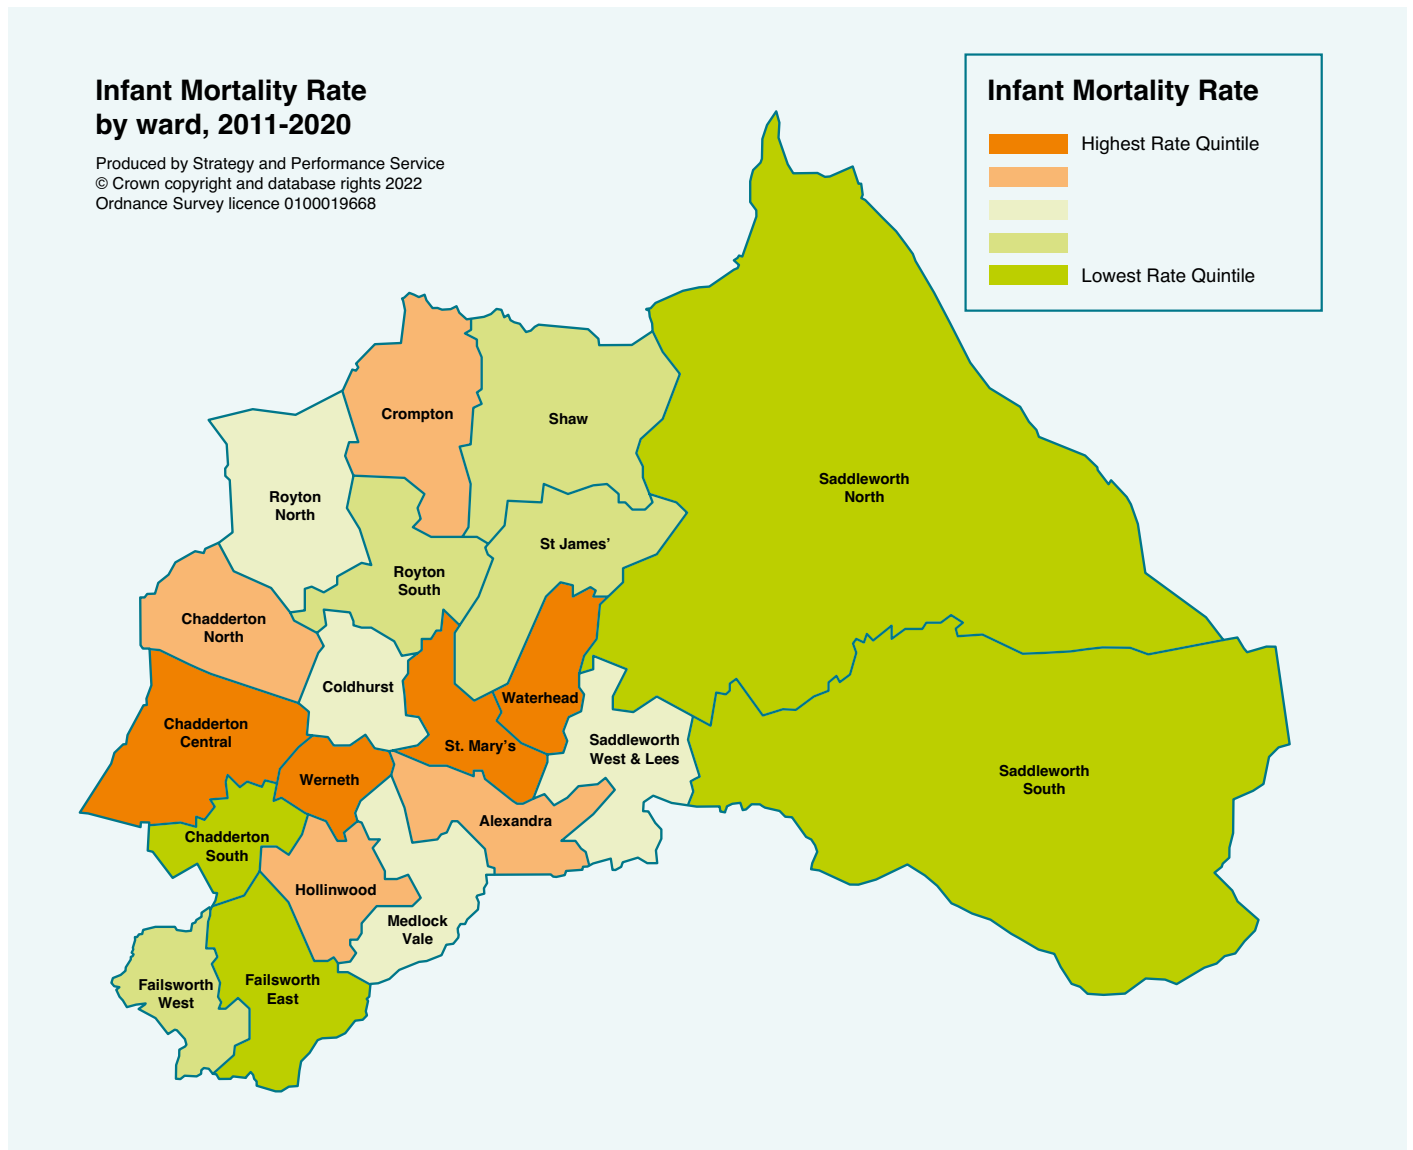 Infant Mortality Rate
by ward, 2011-2020
Produced by Strategy and Performance Service
© Crown copyright and database rights 2022
Ordnance Survey licence 0100019668
Infant Mortality Rate
Highest Rate Quintile
Lowest Rate Quintile
Crompton
Shaw
Saddleworth
North
Royton
North
St James’
Royton
South
Chadderton
North
Coldhurst
Waterhead
Chadderton
Central
St. Mary’s
Saddleworth
West & Lees
Werneth
Saddleworth
South
Alexandra
Chadderton
South
Hollinwood
Medlock
Vale
Failsworth
West
Failsworth
East